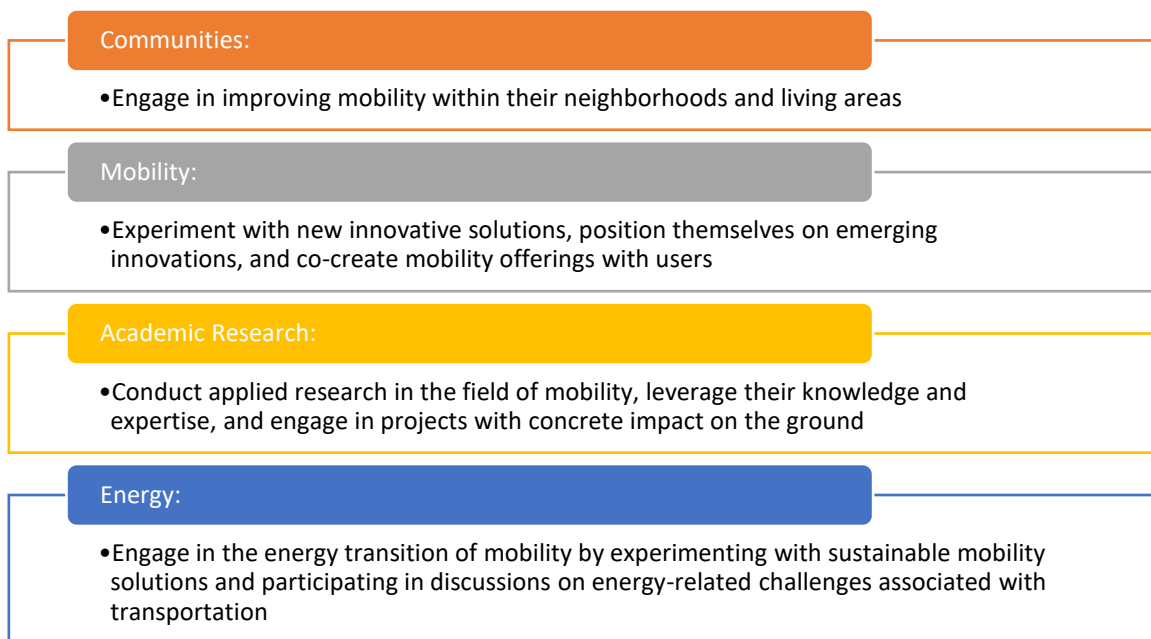 Communities:
•Engage in improving mobility within their neighborhoods and living areas
Mobility:
•Experiment with new innovative solutions, position themselves on emerging
innovations, and co-create mobility offerings with users
Academic Research:
•Conduct applied research in the field of mobility, leverage their knowledge and
expertise, and engage in projects with concrete impact on the ground
Energy:
•Engage in the energy transition of mobility by experimenting with sustainable mobility
solutions and participating in discussions on energy-related challenges associated with
transportation